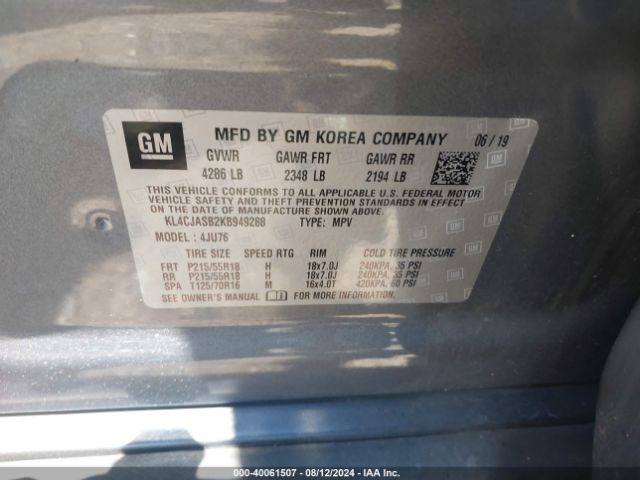 GM MFD BY GM KOREA COMPANY 06/19
GVWR GAWR FRT GAWR RR
4286 LB 2348 LB 2194 LB
THIS VEHICLE CONFORMS TO ALL APPLICABLE U.S. FEDERAL MOTOR
VEHICLE SAFETY AND THEFT PREVENTION STANDARDS IN EFFECT ON THE
DATE OF MANUFACTURE SHOWN ABOVE.
KL4CJASB2KB949288 TYPE: MPV
MODEL: 4JU76
TIRE SIZE SPEED RTG RIM COLD TIRE PRESSURE
FRT P215/55R18 H 18x7.0J 240KPA, 35 PSI
RR P215/55R18 H 18x7.0J 240KPA, 35 PSI
SPA T125/70R16 M 16x4.0T 420KPA, 60 PSI
SEE OWNER'S MANUAL FOR MORE INFORMATION.
Stock: 40061507 - 08/12/2024 - IAA Inc.